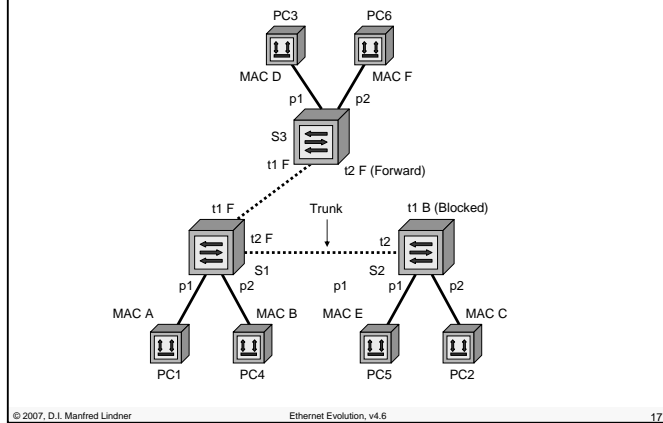 PC3 PC6
MAC D MAC F
p1 p2
S3
t1 F t2 F (Forward)
t1 F Trunk t1 B (Blocked)
t2 F t2
S1 S2
p1 p2 p1 p1 p2
MAC A MAC B MAC E MAC C
PC1 PC4 PC5 PC2
© 2007, D.I. Manfred Lindner Ethernet Evolution, v4.6 17